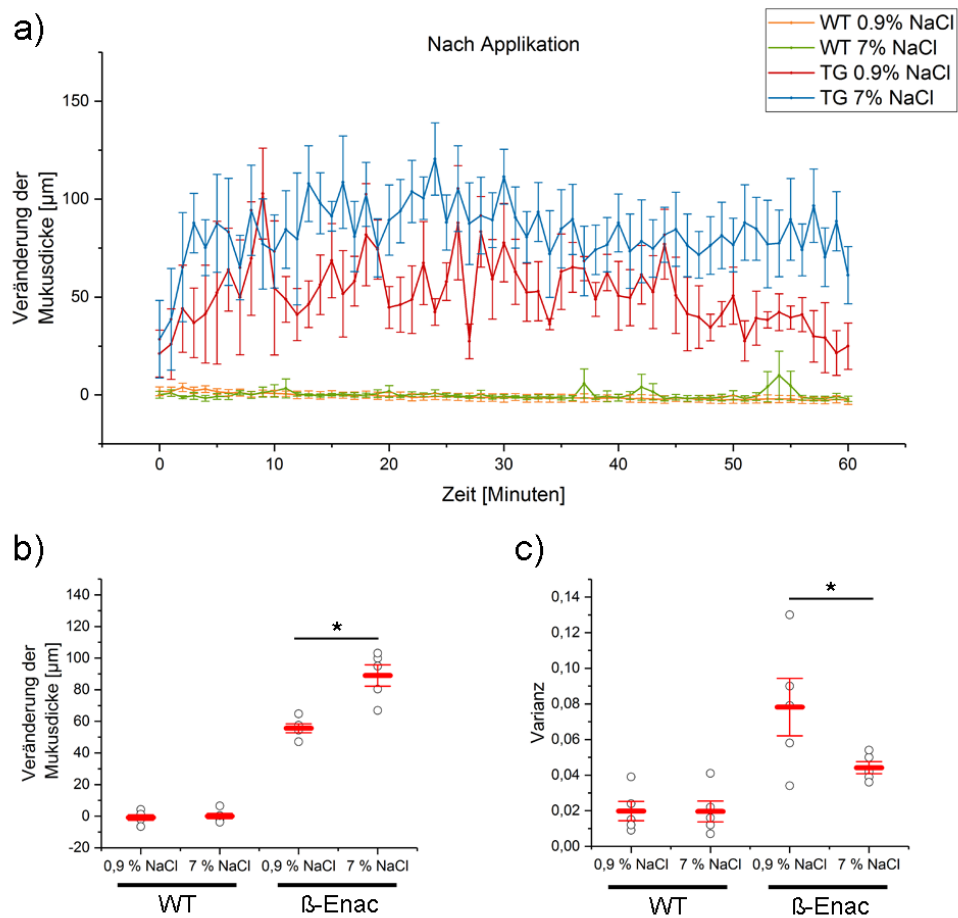 a)
Nach Applikation
WT 0.9% NaCl
WT 7% NaCl
TG 0.9% NaCl
TG 7% NaCl
Veränderung der
Mukusdicke [µm]
150
100
50
0
0 10 20 30 40 50 60
Zeit [Minuten]
b)
Veränderung der
Mukusdicke [µm]
140
120
100
80
60
40
20
0
-20
*
0,9 % NaCl 7 % NaCl 0,9 % NaCl 7 % NaCl
WT ß-Enac
c)
Varianz
0,14
0,12
0,10
0,08
0,06
0,04
0,02
0,00
*
0,9 % NaCl 7 % NaCl 0,9 % NaCl 7 % NaCl
WT ß-Enac